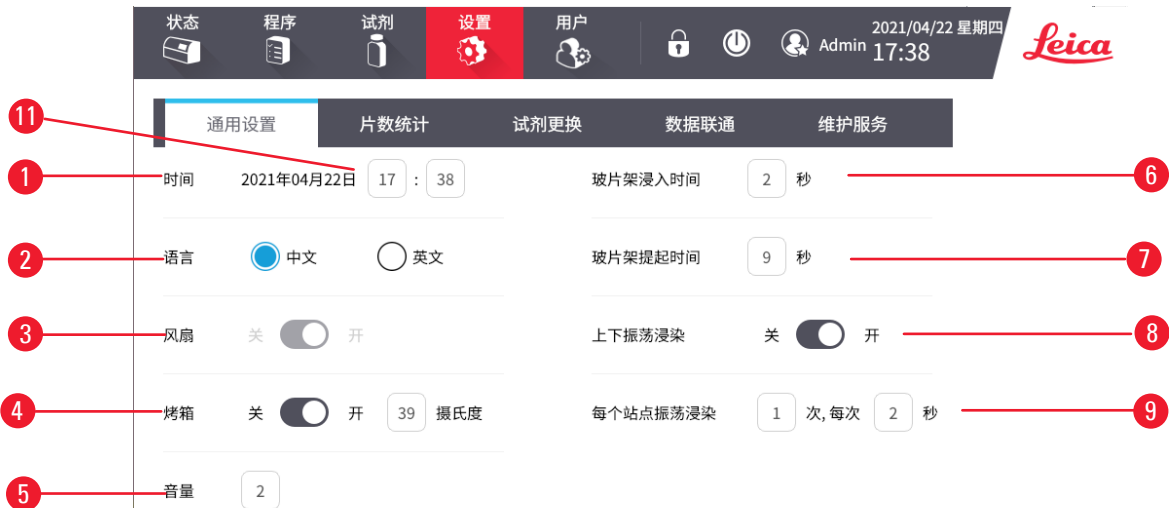 状态 程序 试剂 设置 用户 Admin 2021/04/22 星期四 17:38 Leica
通用设置 片数统计 试剂更换 数据联通 维护服务
11
1 时间 2021年04月22日 17 : 38 玻片架浸入时间 2 秒 6
2 语言 中文 英文 玻片架提起时间 9 秒 7
3 风扇 关 开 上下振荡浸染 关 开 8
4 烤箱 关 开 39 摄氏度 每个站点振荡浸染 1 次, 每次 2 秒 9
5 音量 2